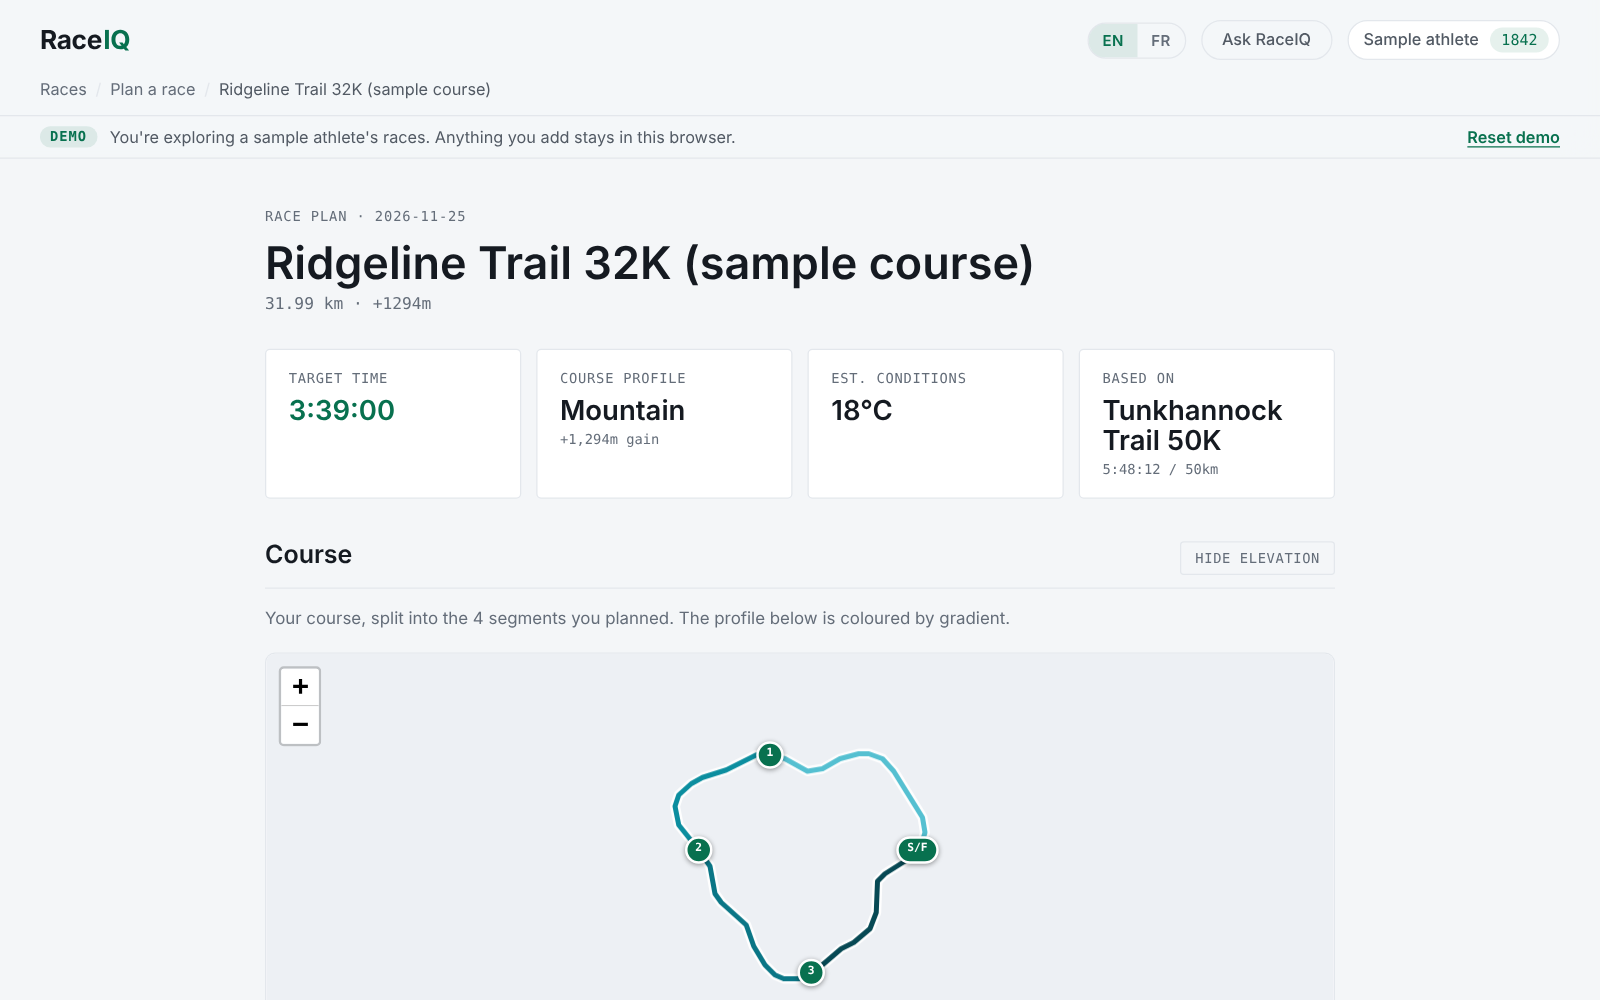 RaceIQ
EN FR
Ask RaceIQ
Sample athlete 1842
Races / Plan a race / Ridgeline Trail 32K (sample course)
DEMO You're exploring a sample athlete's races. Anything you add stays in this browser.
Reset demo
RACE PLAN · 2026-11-25
Ridgeline Trail 32K (sample course)
31.99 km · +1294m
TARGET TIME
3:39:00
COURSE PROFILE
Mountain
+1,294m gain
EST. CONDITIONS
18°C
BASED ON
Tunkhannock
Trail 50K
5:48:12 / 50km
Course
HIDE ELEVATION
Your course, split into the 4 segments you planned. The profile below is coloured by gradient.
+
−
1
2
S/F
3